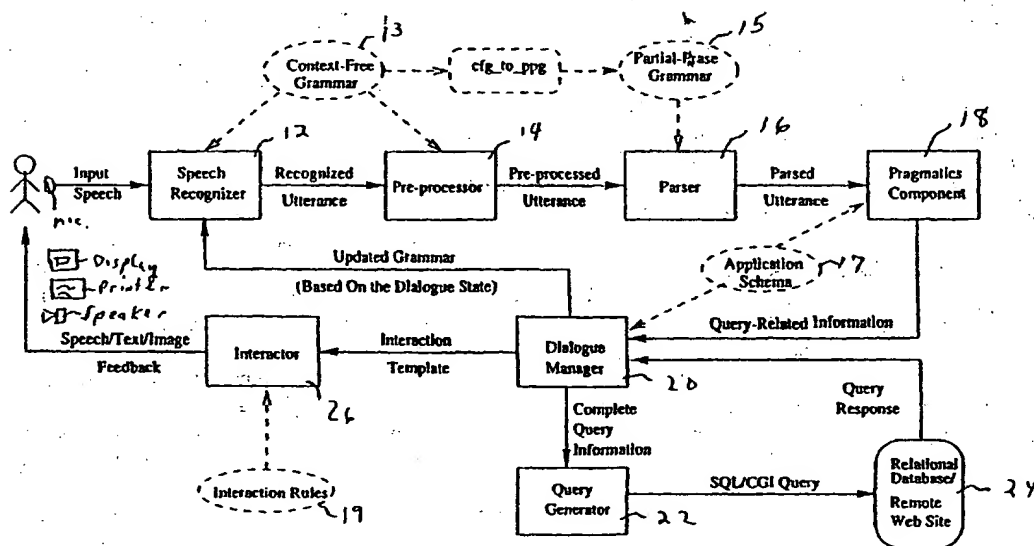 13
15
Context-Free
Grammar
cfg_to_ppg
Partial-Phase
Grammar
12
14
16
18
Input
Speech
mic.
Speech
Recognizer
Recognized
Utterance
Pre-processor
Pre-processed
Utterance
Parser
Parsed
Utterance
Pragmatics
Component
Display
Printer
Speaker
Updated Grammar
(Based On the Dialogue State)
Application
Schema
17
Speech/Text/Image
Feedback
Interactor
26
Interaction
Template
Dialogue
Manager
20
Query-Related Information
Query
Response
Complete
Query
Information
Interaction Rules
19
Query
Generator
22
SQL/CGI Query
Relational
Database/
Remote
Web Site
24